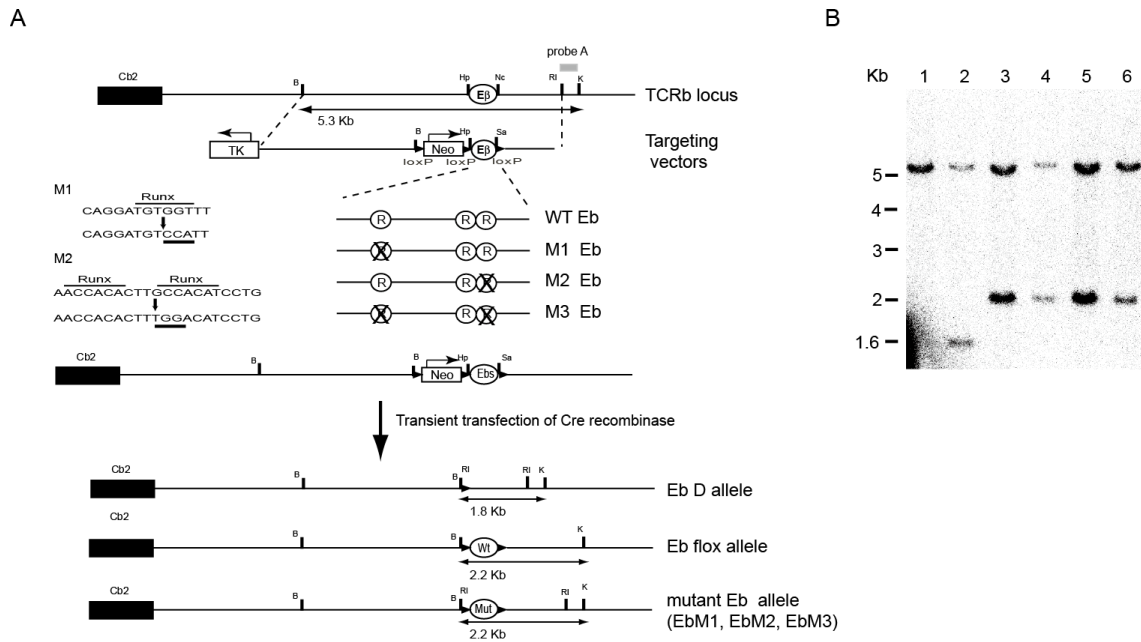 A
B
probe A
Cb2 B Hp Eβ Nc RI K
TCRb locus
5.3 Kb
TK B Neo Hp Eβ Sa
Targeting
vectors
loxP loxP loxP
M1
Runx
CAGGATGTGGTTT
CAGGATGTCCATT
M2
Runx Runx
AACCACACTTGCCACATCCTG
AACCACACTTTGGACATCCTG
R R R WT Eb
R R R M1 Eb
R R R M2 Eb
R R R M3 Eb
Cb2 B B Neo Hp Ebs Sa
Transient transfection of Cre recombinase
Cb2 B B RI RI K
Eb D allele
1.8 Kb
Cb2 B B Wt K
Eb flox allele
2.2 Kb
Cb2 B B RI Mut RI K
mutant Eb allele
(EbM1, EbM2, EbM3)
2.2 Kb
Kb 1 2 3 4 5 6
5
4
3
2
1.6